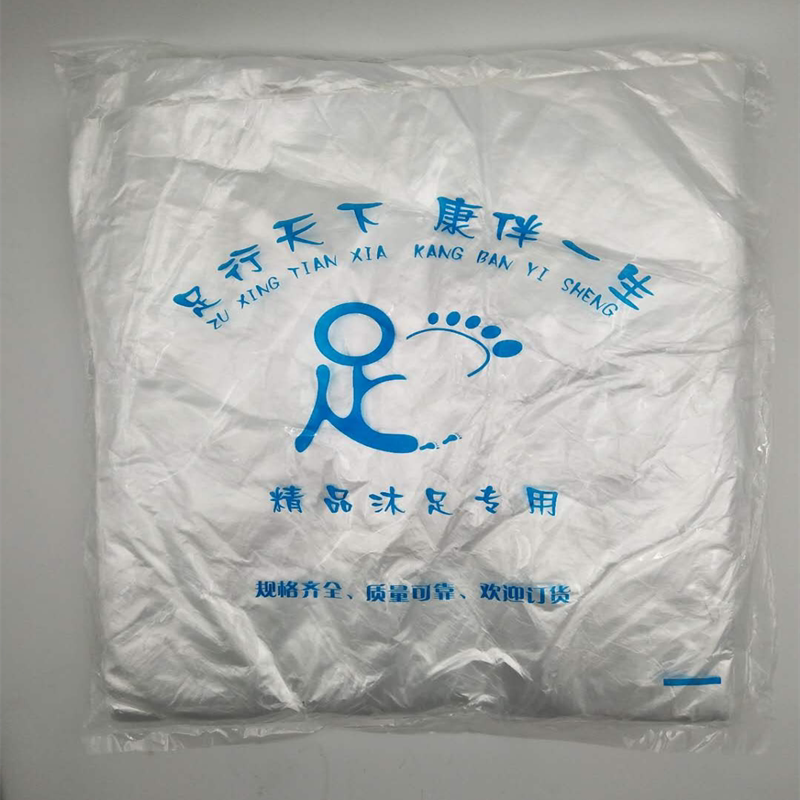 足行天下 康伴一生
ZU XING TIAN XIA KANG BAN YI SHENG
足
精品沐足专用
规格齐全、质量可靠、欢迎订货